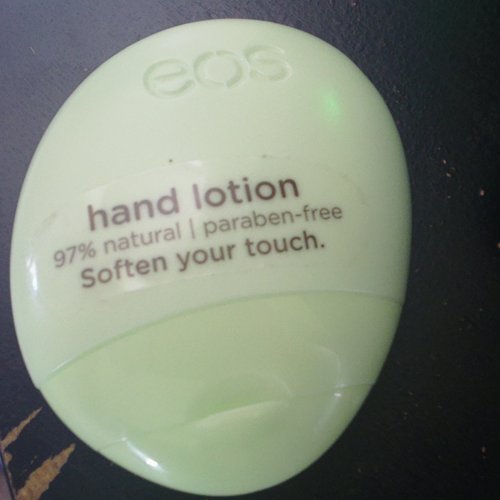 eos
hand lotion
97% natural | paraben-free
Soften your touch.